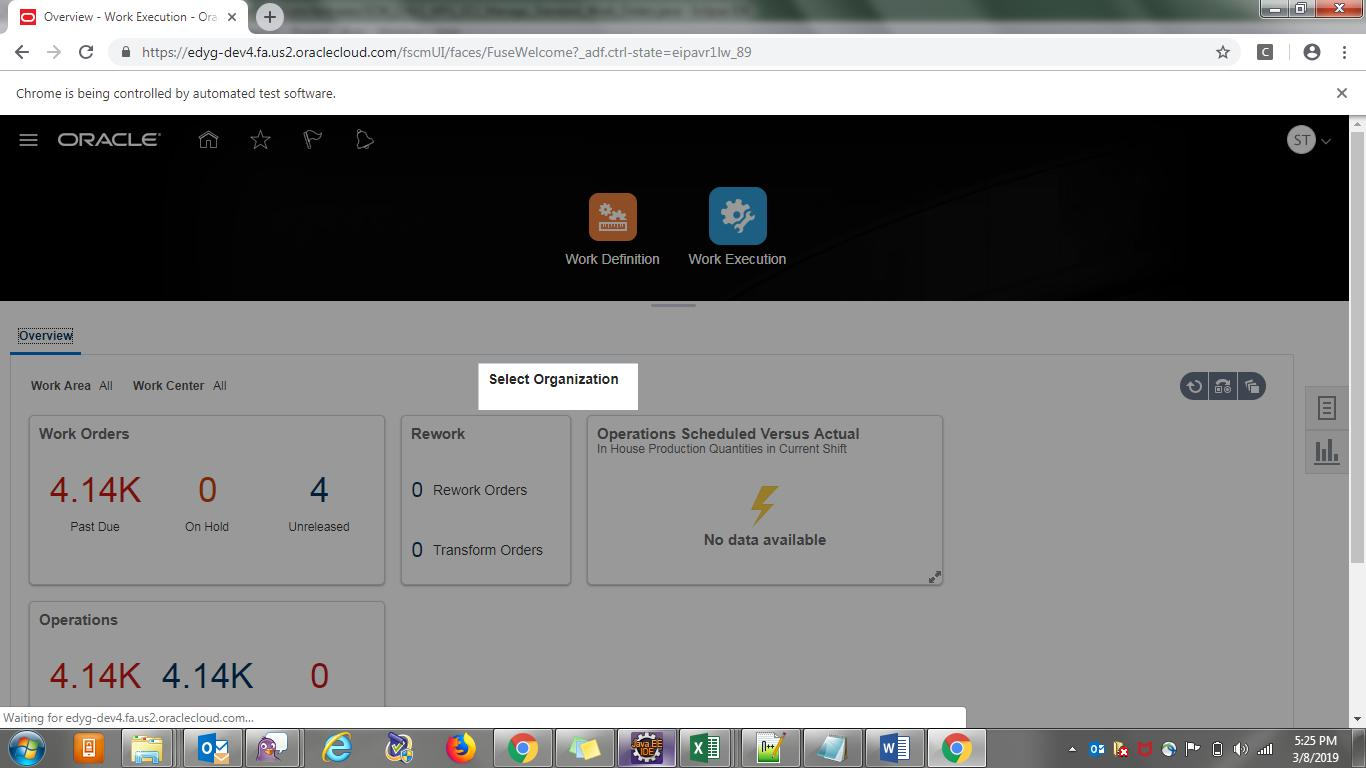 Overview - Work Execution - Ora
https://edyg-dev4.fa.us2.oraclecloud.com/fscmUI/faces/FuseWelcome?_adf.ctrl-state=eipavr1lw_89
C
Chrome is being controlled by automated test software.
ORACLE
ST
Work Definition
Work Execution
Overview
Work Area All Work Center All
Select Organization
Work Orders
4.14K 0 4
Past Due On Hold Unreleased
Rework
0 Rework Orders
0 Transform Orders
Operations Scheduled Versus Actual
In House Production Quantities in Current Shift
No data available
Operations
4.14K 4.14K 0
Waiting for edyg-dev4.fa.us2.oraclecloud.com...
Java EE
IDE
5:25 PM
3/8/2019